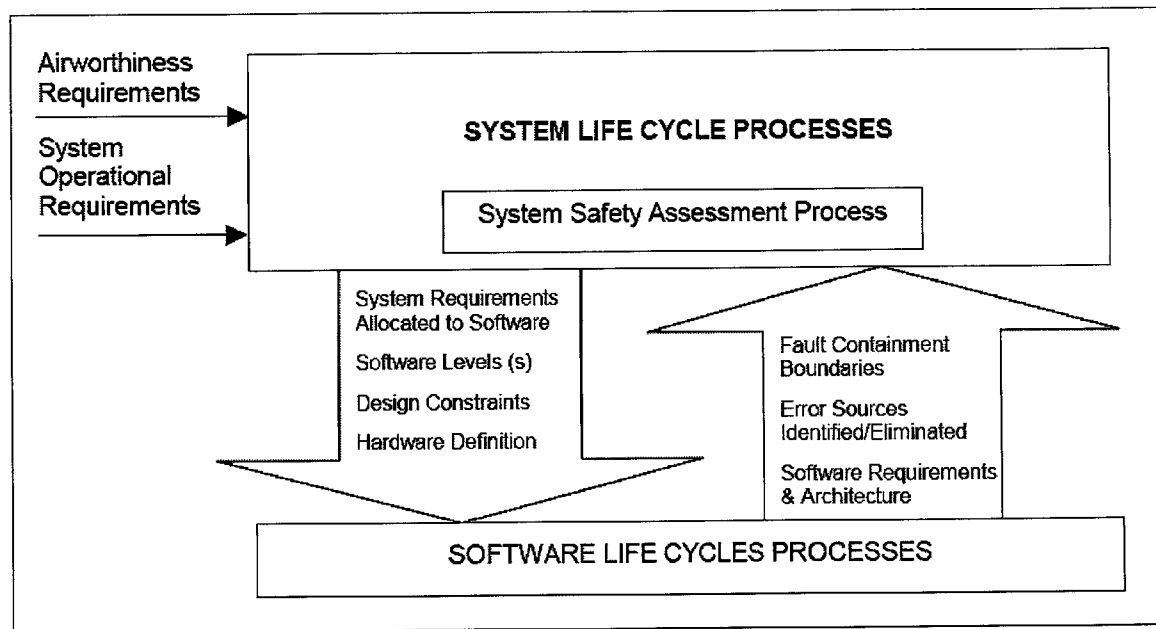 Airworthiness
Requirements
System
Operational
Requirements
SYSTEM LIFE CYCLE PROCESSES
System Safety Assessment Process
System Requirements
Allocated to Software
Software Levels (s)
Design Constraints
Hardware Definition
Fault Containment
Boundaries
Error Sources
Identified/Eliminated
Software Requirements
& Architecture
SOFTWARE LIFE CYCLES PROCESSES